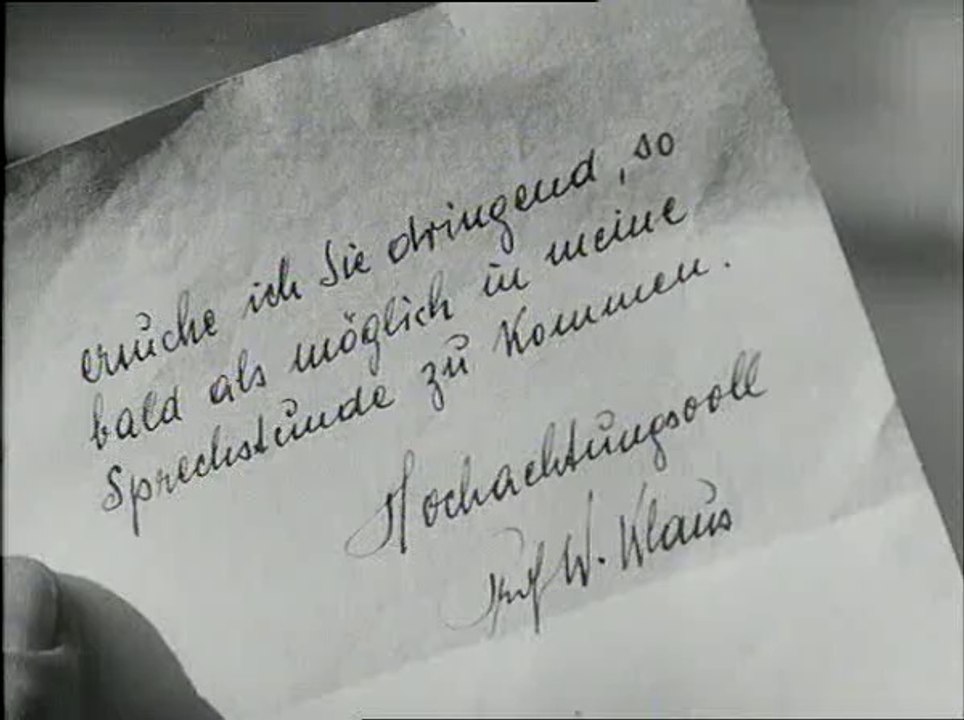 ersuche ich Sie dringend, so
bald als möglich in meine
Sprechstunde zu kommen.
Hochachtungsvoll
Prof W. Klaus